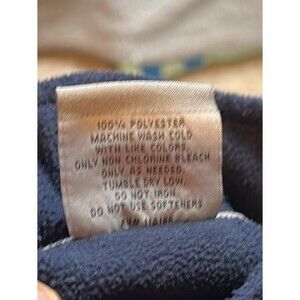 100% POLYESTER
MACHINE WASH COLD
WITH LIKE COLORS,
ONLY NON CHLORINE BLEACH
ONLY AS NEEDED,
TUMBLE DRY LOW,
DO NOT IRON,
DO NOT USE SOFTENERS